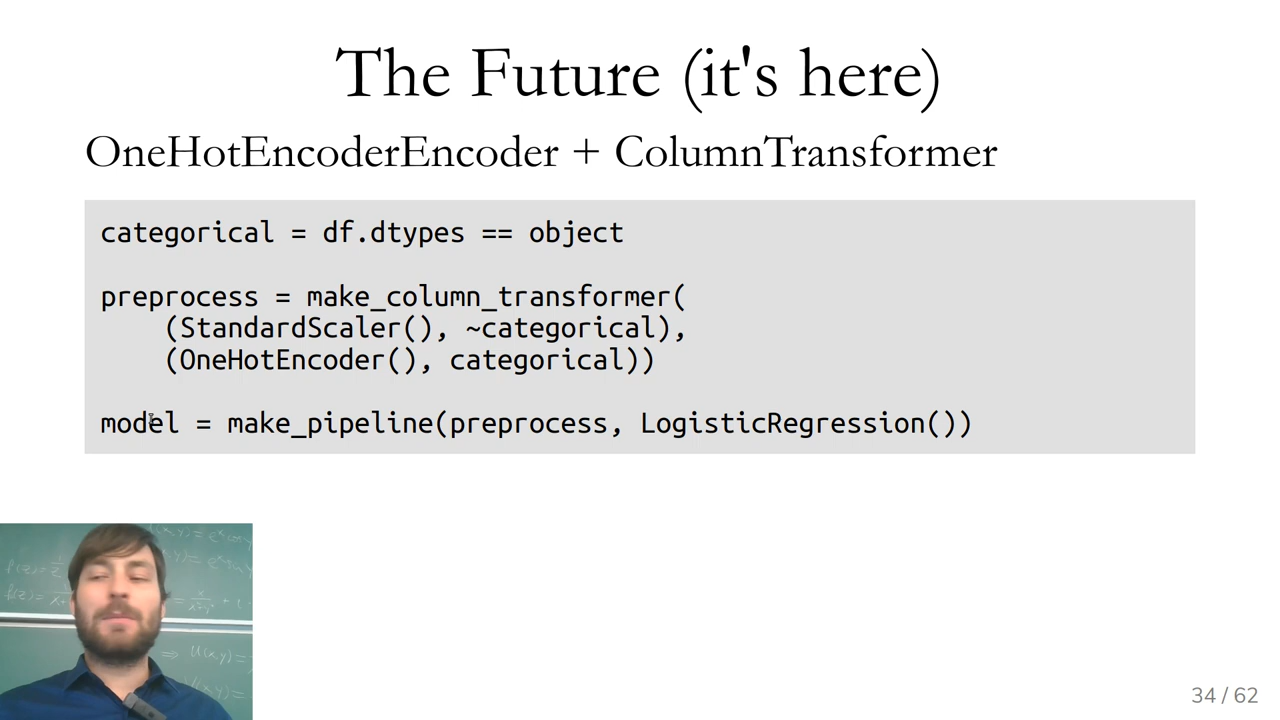 The Future (it's here)
OneHotEncoderEncoder + ColumnTransformer
categorical = df.dtypes == object
preprocess = make_column_transformer(
    (StandardScaler(), ~categorical),
    (OneHotEncoder(), categorical))
model = make_pipeline(preprocess, LogisticRegression())
34 / 62